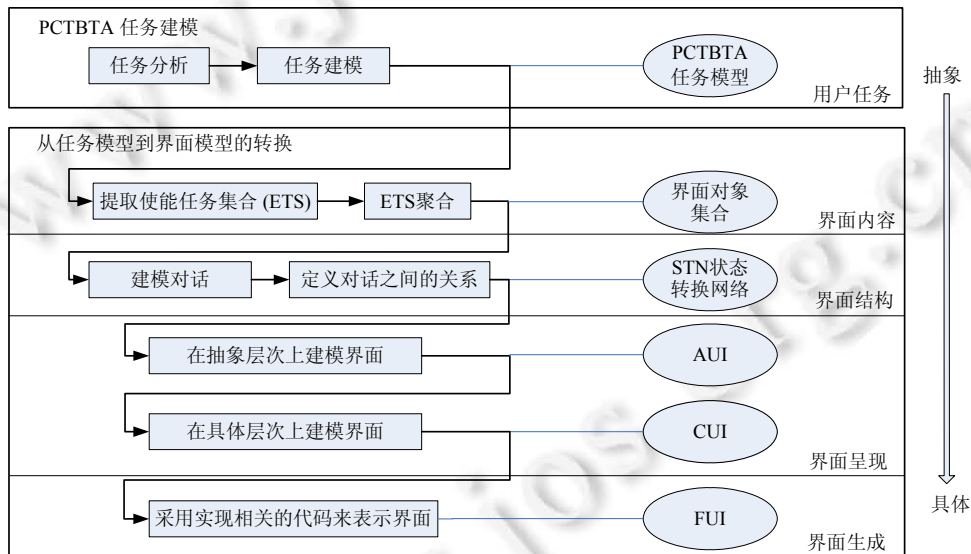 PCTBTA 任务建模
任务分析
任务建模
PCTBTA
任务模型
用户任务
抽象
从任务模型到界面模型的转换
提取使能任务集合 (ETS)
ETS聚合
界面对象
集合
界面内容
建模对话
定义对话之间的关系
STN状态
转换网络
界面结构
在抽象层次上建模界面
AUI
在具体层次上建模界面
CUI
界面呈现
具体
采用实现相关的代码来表示界面
FUI
界面生成